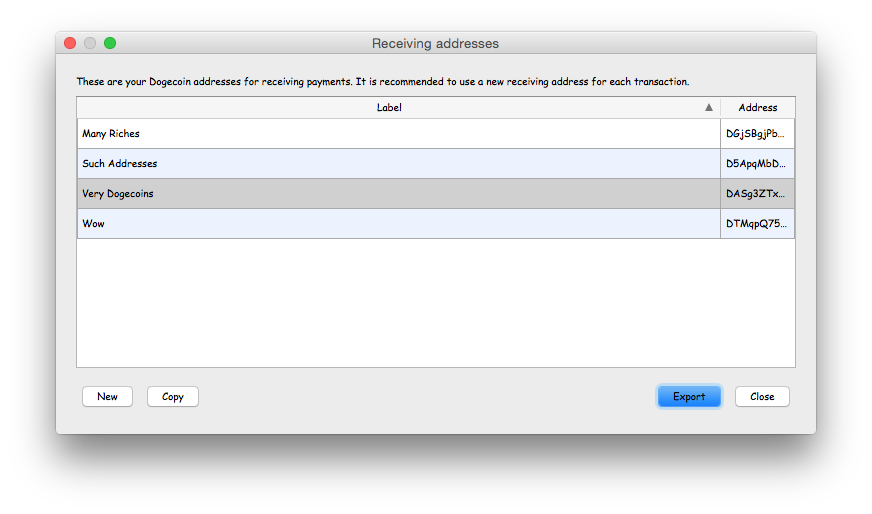 Receiving addresses
These are your Dogecoin addresses for receiving payments. It is recommended to use a new receiving address for each transaction.
Label Address
Many Riches DGjSBgjPb...
Such Addresses D5ApqMbD...
Very Dogecoins DASg3ZTx...
Wow DTMqpQ75...
New Copy Export Close